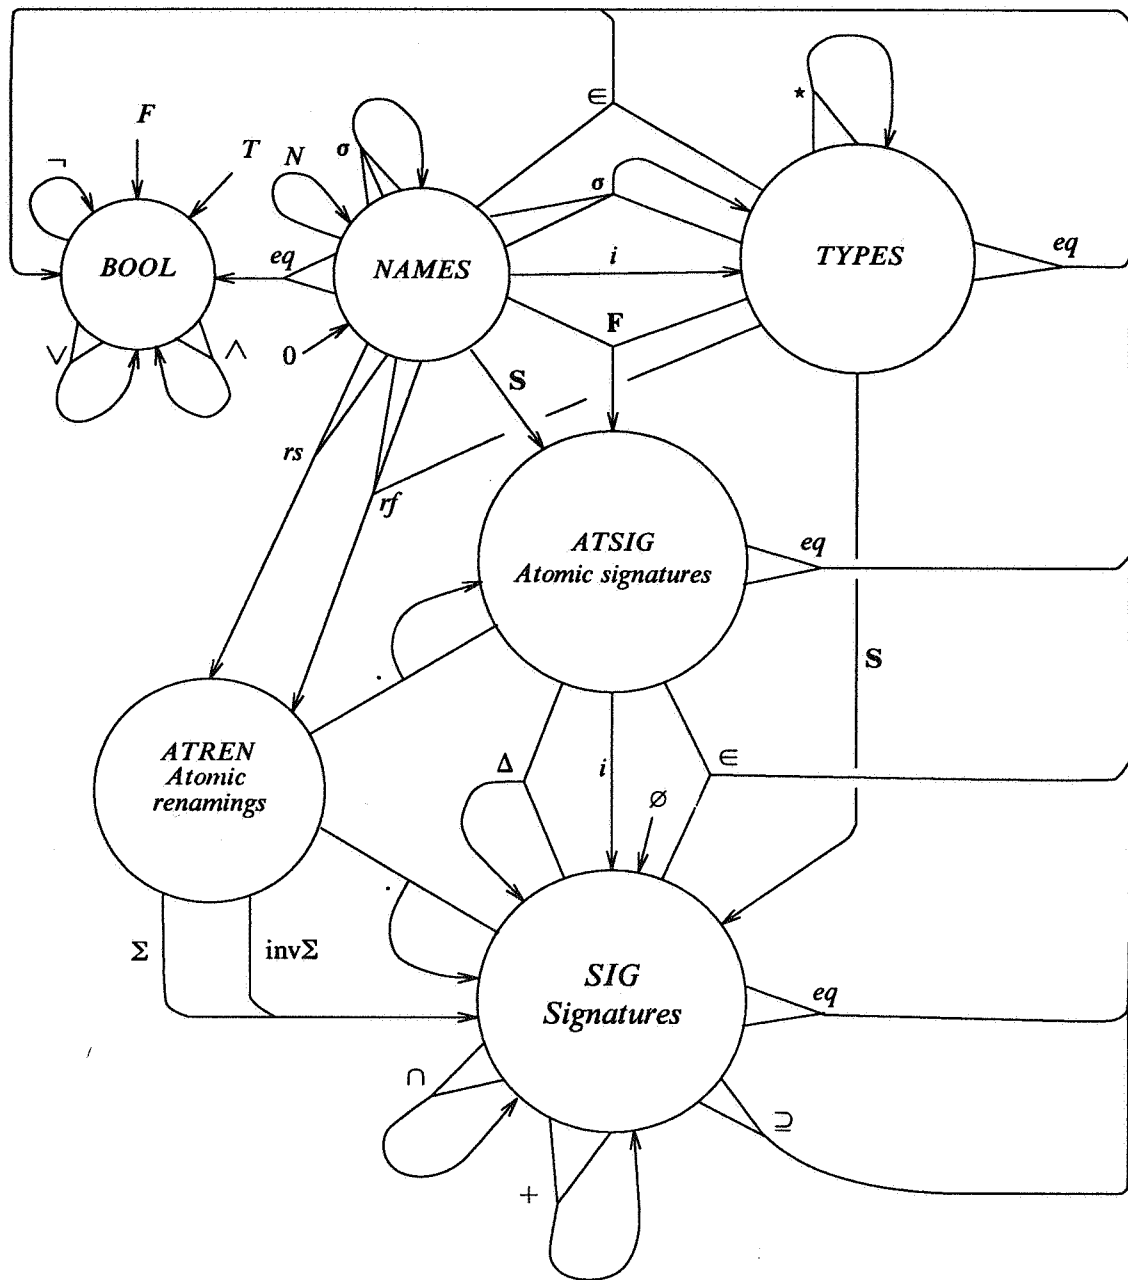 ∈
*
F
T
¬
N
σ
σ
BOOL
eq
NAMES
i
TYPES
eq
0
F
∨
∧
S
rs
rf
ATSIG
Atomic signatures
eq
S
.
ATREN
Atomic
renamings
Δ
i
∈
∅
.
Σ
invΣ
SIG
Signatures
eq
∩
⊇
+